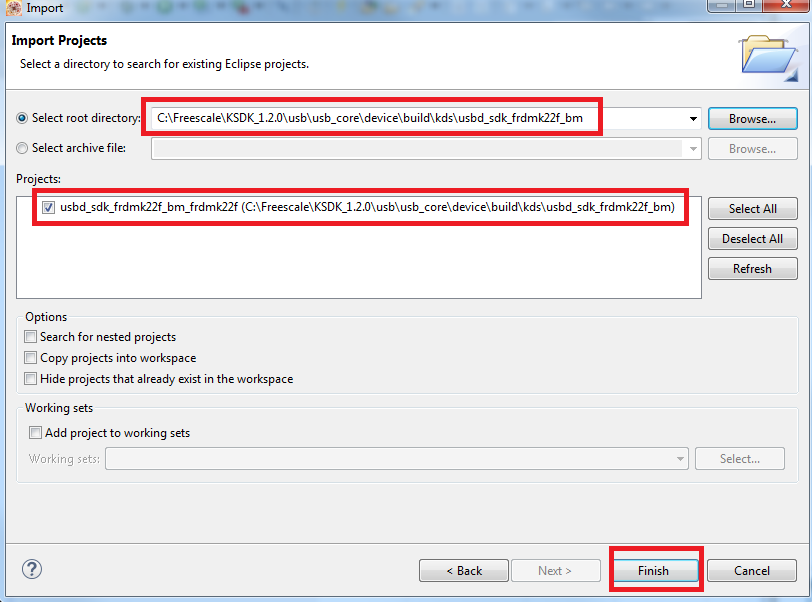 Import
Import Projects
Select a directory to search for existing Eclipse projects.
Select root directory: C:\Freescale\KSDK_1.2.0\usb\usb_core\device\build\kds\usbd_sdk_frdmk22f_bm Browse...
Select archive file: Browse...
Projects:
usbd_sdk_frdmk22f_bm_frdmk22f (C:\Freescale\KSDK_1.2.0\usb\usb_core\device\build\kds\usbd_sdk_frdmk22f_bm) Select All
Deselect All
Refresh
Options
Search for nested projects
Copy projects into workspace
Hide projects that already exist in the workspace
Working sets
Add project to working sets
Working sets: Select...
? < Back Next > Finish Cancel